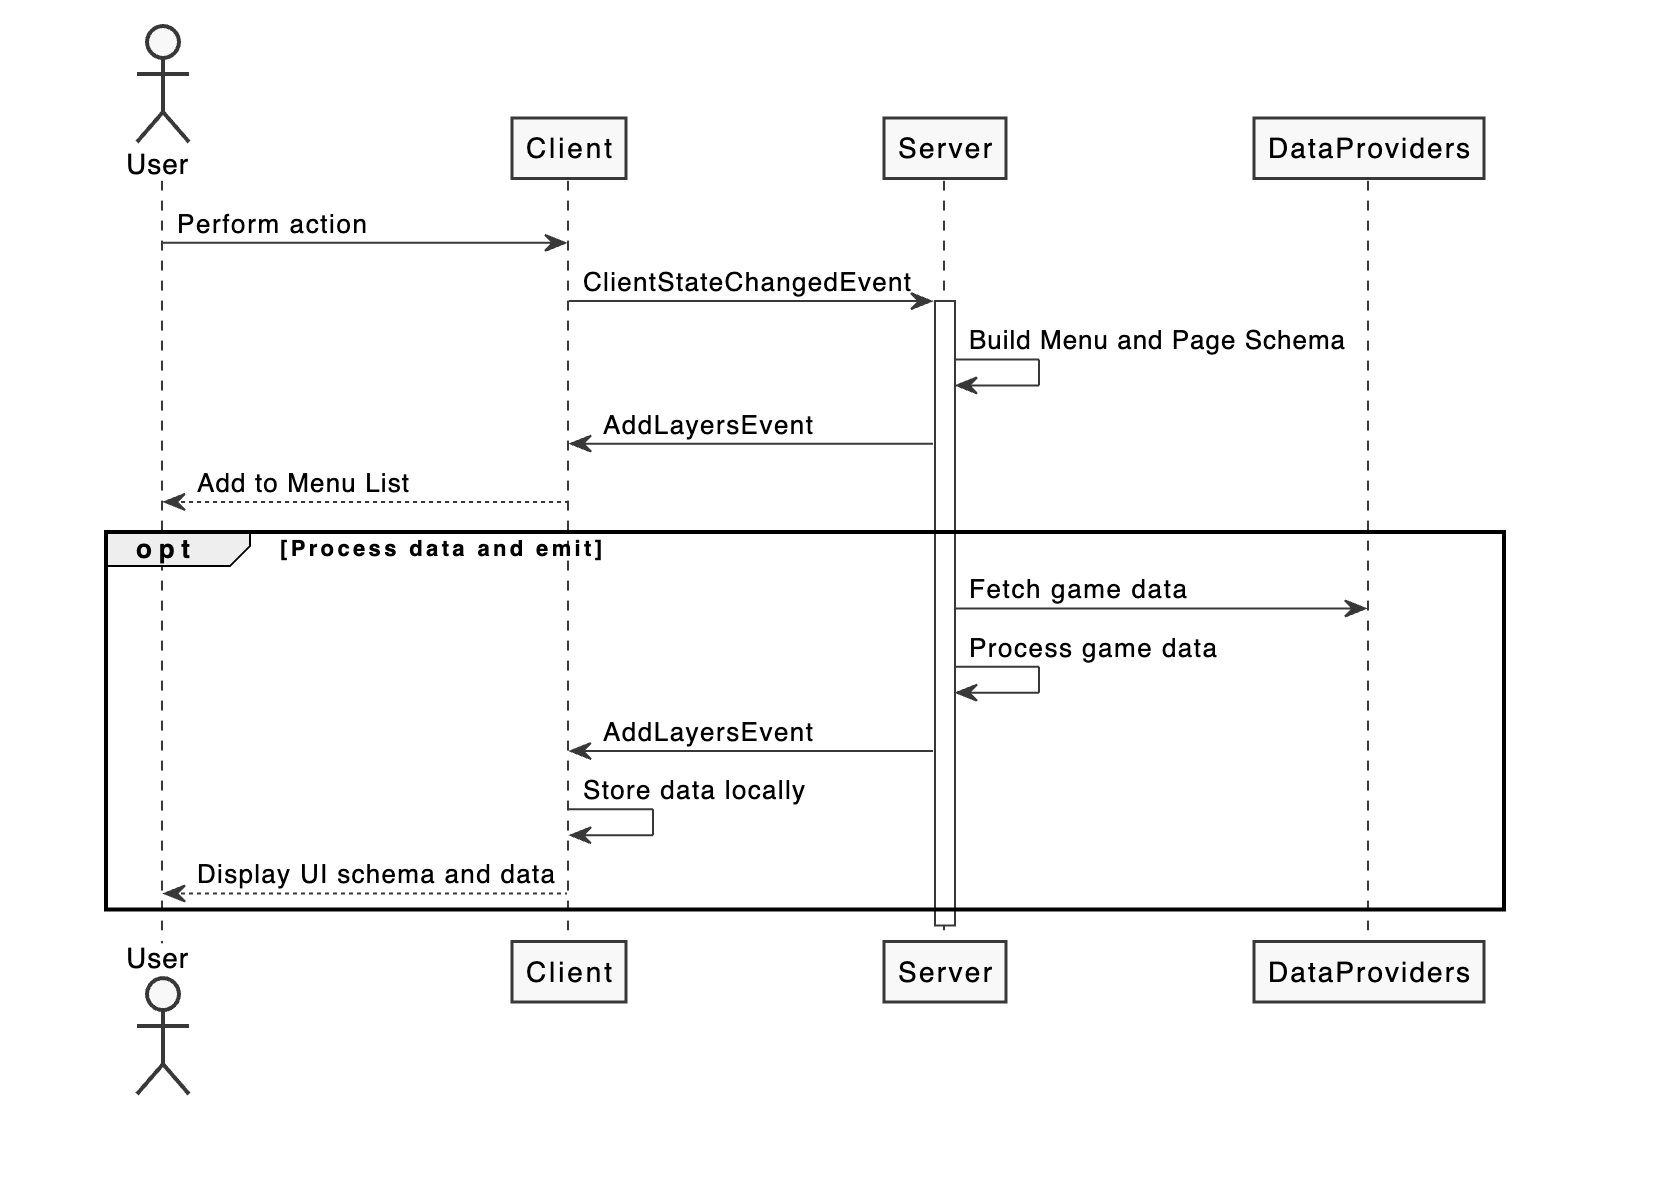 User
Client
Server
DataProviders
Perform action
ClientStateChangedEvent
Build Menu and Page Schema
AddLayersEvent
Add to Menu List
opt
[Process data and emit]
Fetch game data
Process game data
AddLayersEvent
Store data locally
Display UI schema and data
User
Client
Server
DataProviders